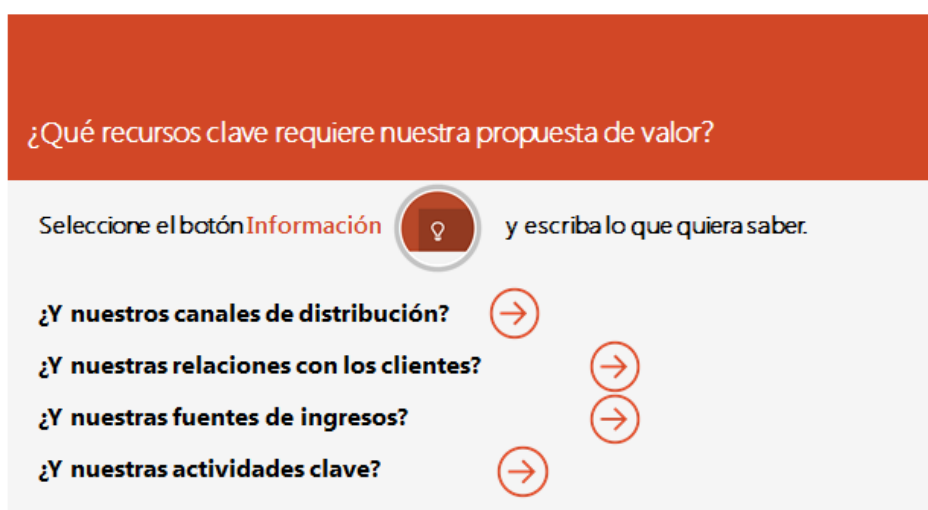 ¿Qué recursos clave requiere nuestra propuesta de valor?
Seleccione el botón Información y escriba lo que quiera saber.
¿Y nuestros canales de distribución?
¿Y nuestras relaciones con los clientes?
¿Y nuestras fuentes de ingresos?
¿Y nuestras actividades clave?